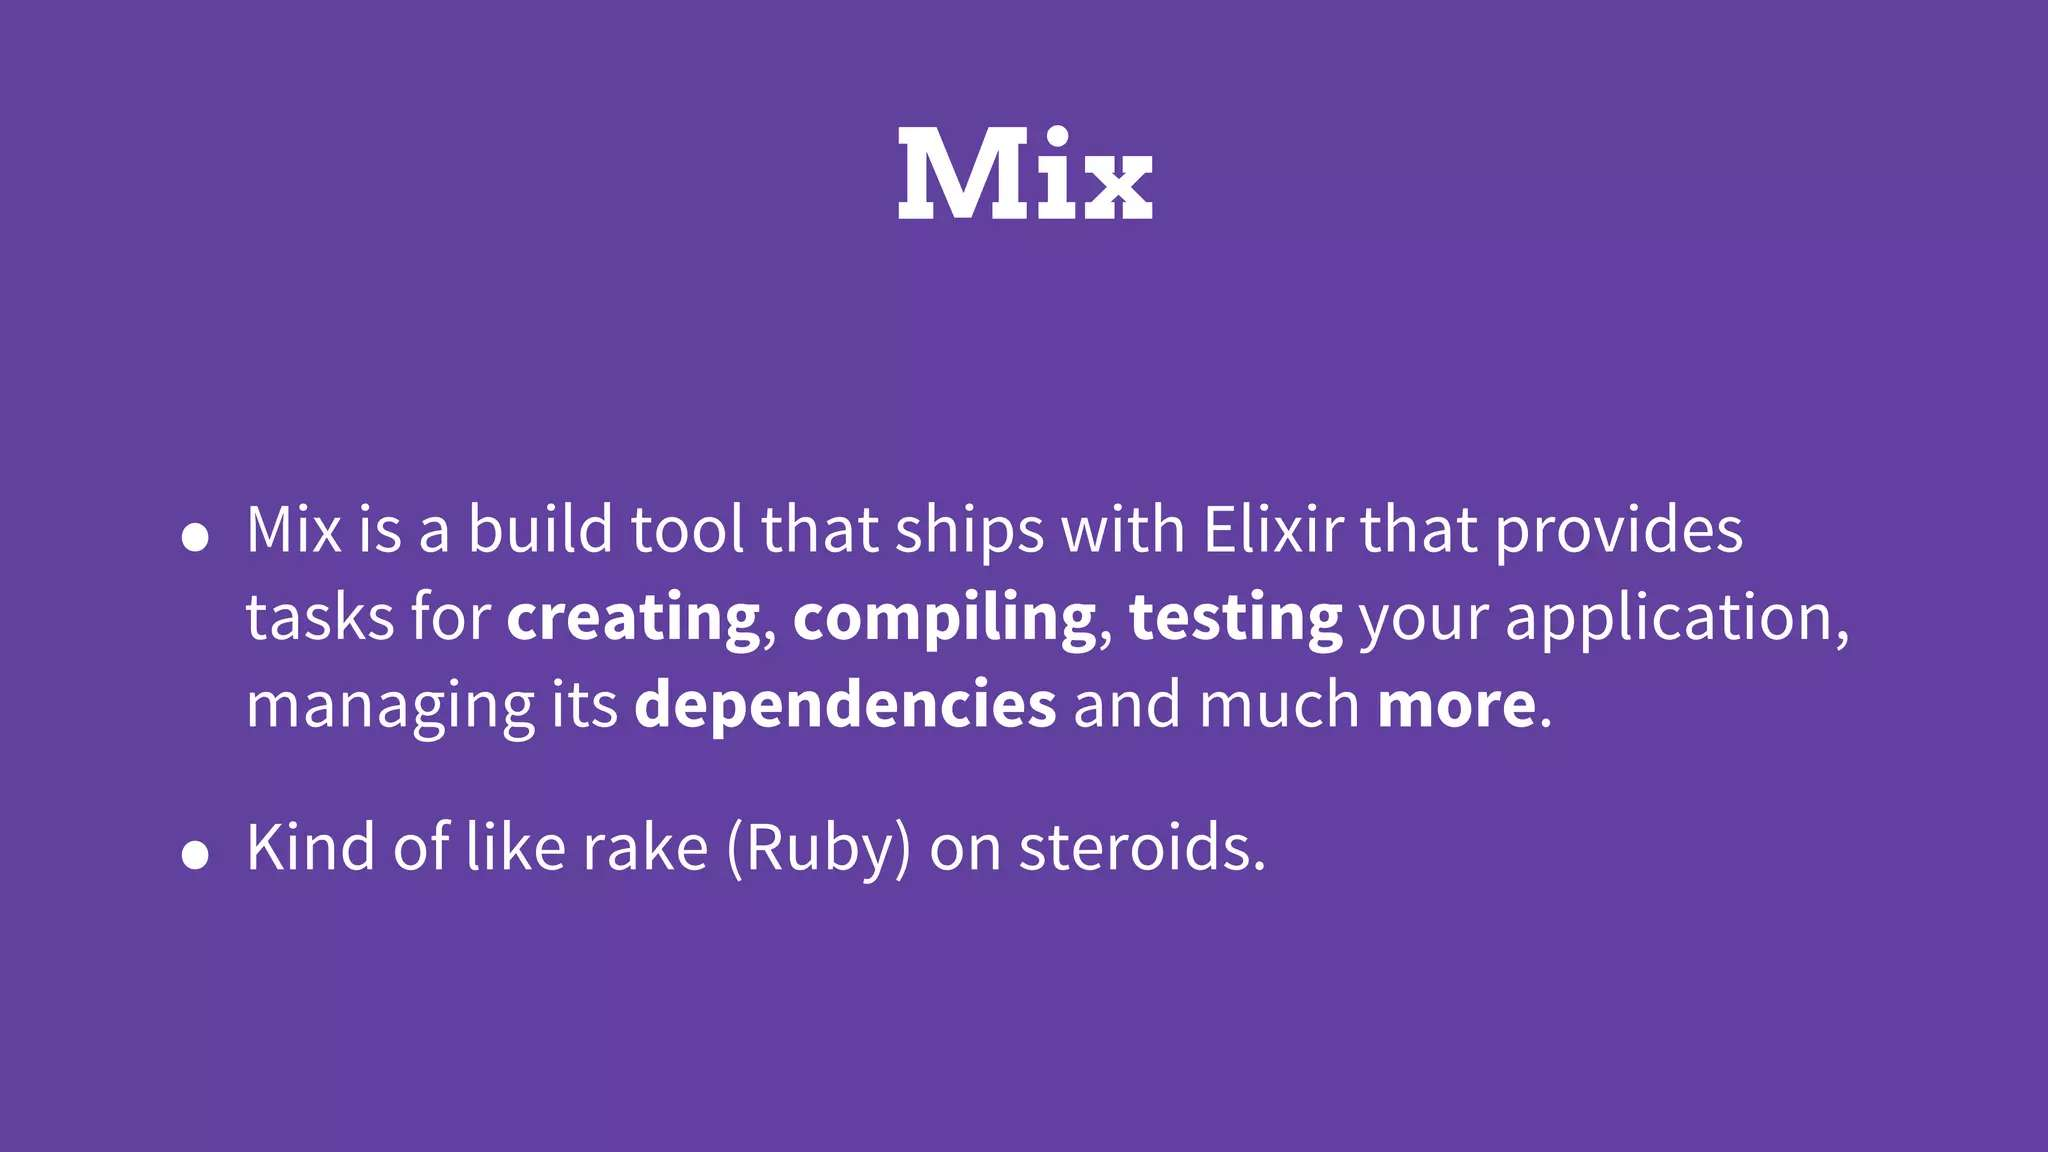 Mix
• Mix is a build tool that ships with Elixir that provides
tasks for creating, compiling, testing your application,
managing its dependencies and much more.
• Kind of like rake (Ruby) on steroids.